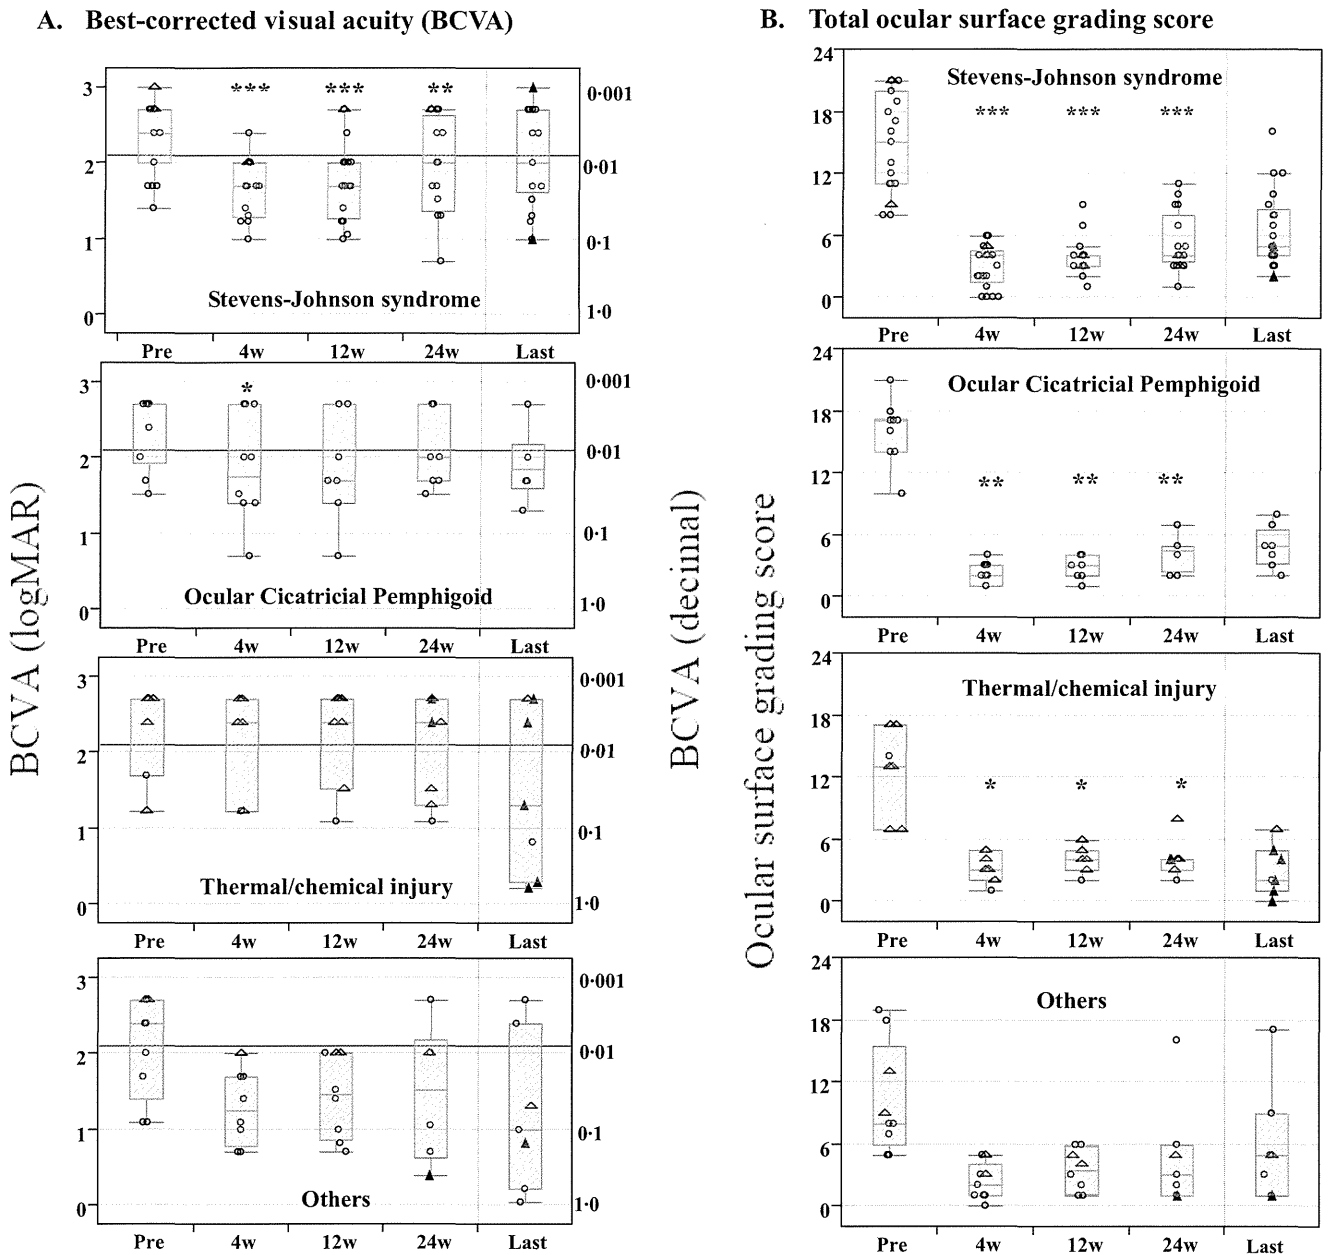 A. Best-corrected visual acuity (BCVA)
BCVA (logMAR)
BCVA (decimal)
3
2
1
0
0·001
0·01
0·1
1·0
*** *** **
Stevens-Johnson syndrome
Pre 4w 12w 24w Last
3
2
1
0
0·001
0·01
0·1
1·0
*
Ocular Cicatricial Pemphigoid
Pre 4w 12w 24w Last
3
2
1
0
0·001
0·01
0·1
1·0
Thermal/chemical injury
Pre 4w 12w 24w Last
3
2
1
0
0·001
0·01
0·1
1·0
Others
Pre 4w 12w 24w Last
B. Total ocular surface grading score
Ocular surface grading score
24
18
12
6
0
Stevens-Johnson syndrome
*** *** ***
Pre 4w 12w 24w Last
24
18
12
6
0
Ocular Cicatricial Pemphigoid
** ** **
Pre 4w 12w 24w Last
24
18
12
6
0
Thermal/chemical injury
* * *
Pre 4w 12w 24w Last
24
18
12
6
0
Others
Pre 4w 12w 24w Last